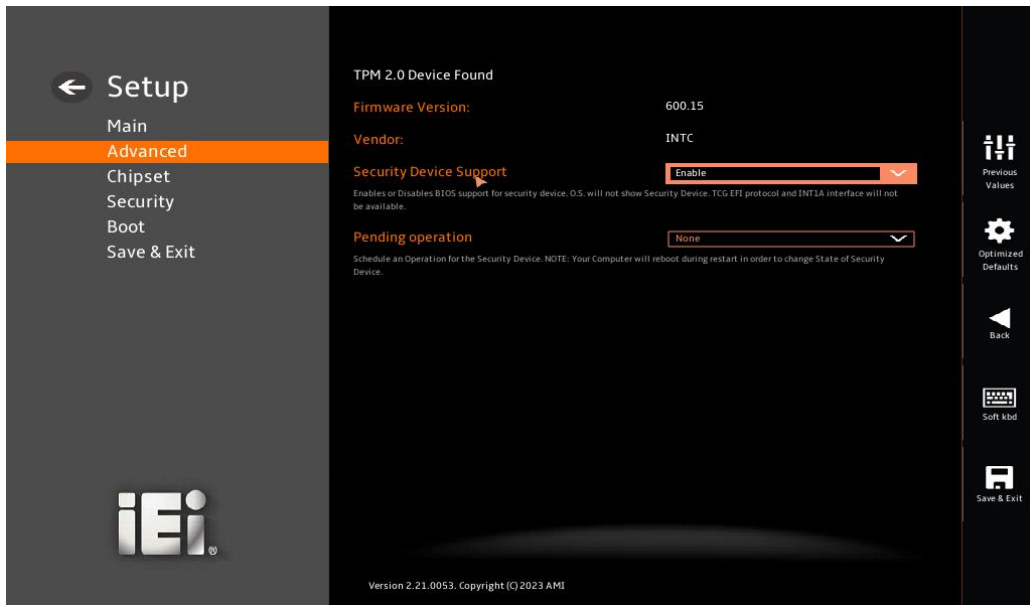 Setup
Main
Advanced
Chipset
Security
Boot
Save & Exit
iEi®
TPM 2.0 Device Found
Firmware Version: 600.15
Vendor: INTC
Security Device Support Enable
Enables or Disables BIOS support for security device. O.S. will not show Security Device. TCG EFI protocol and INT1A interface will not
be available.
Pending operation None
Schedule an Operation for the Security Device. NOTE: Your Computer will reboot during restart in order to change State of Security
Device.
Version 2.21.0053. Copyright (C) 2023 AMI
Previous
Values
Optimized
Defaults
Back
Soft kbd
Save & Exit